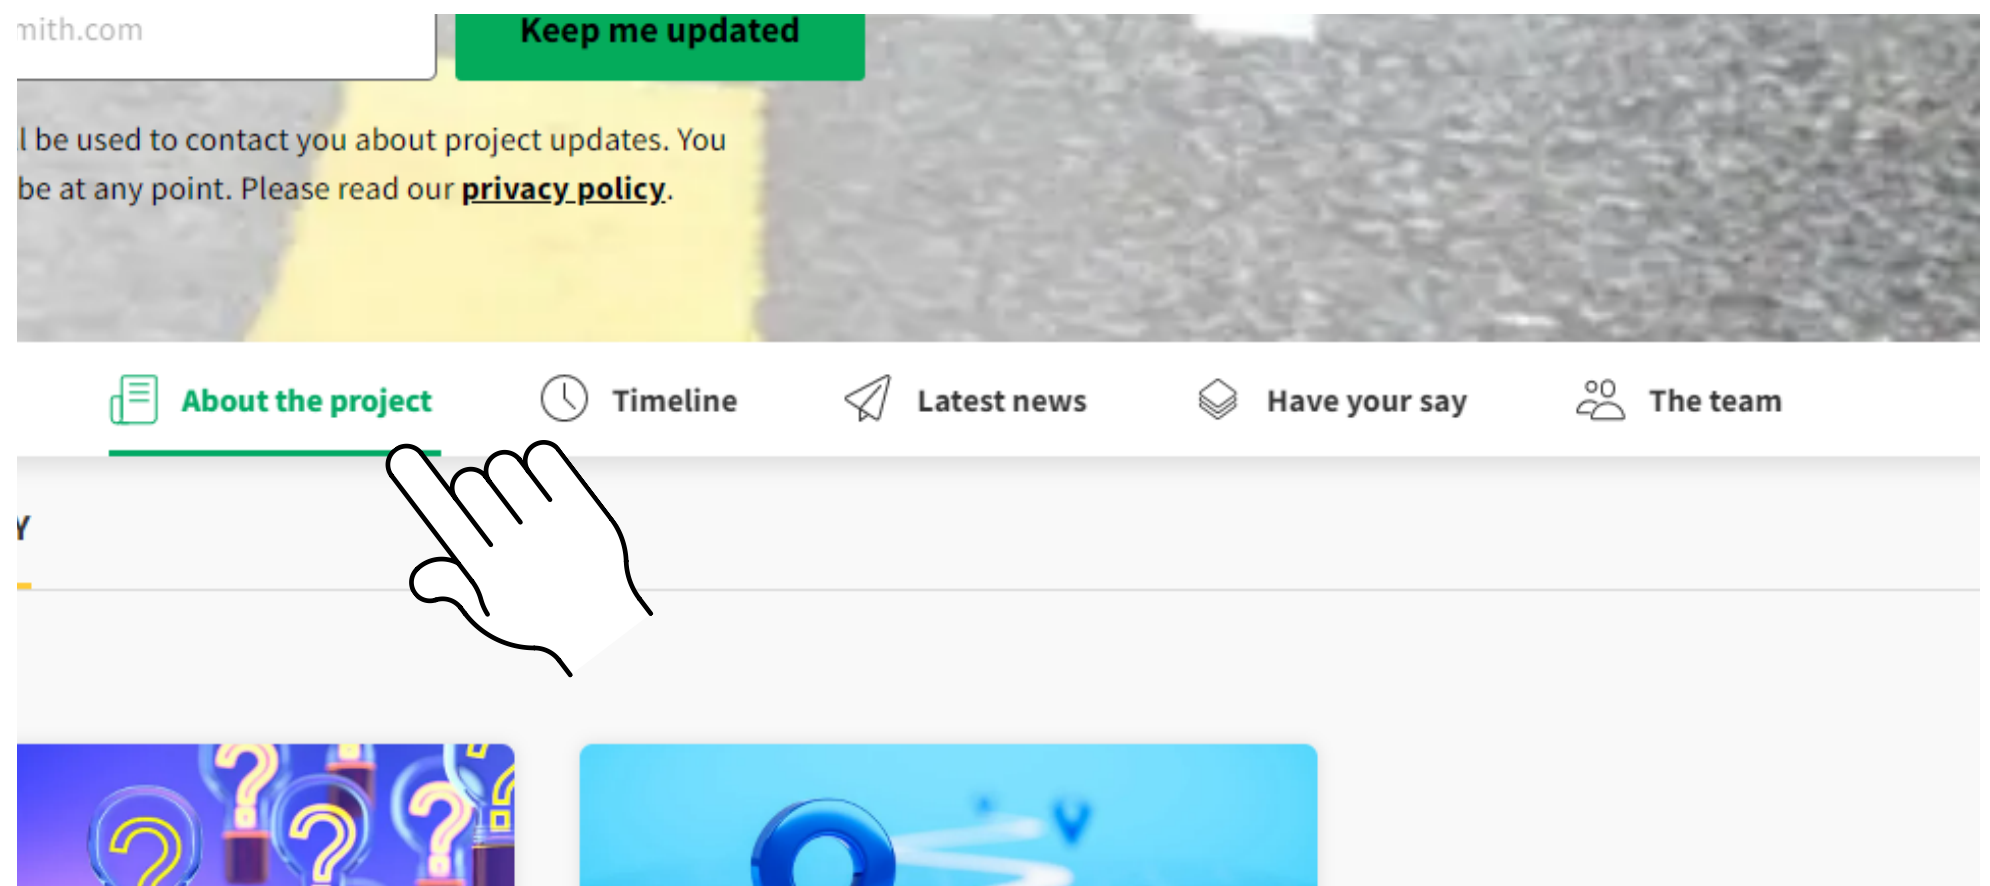 mith.com
Keep me updated
l be used to contact you about project updates. You
be at any point. Please read our privacy policy.
About the project
Timeline
Latest news
Have your say
The team
Y